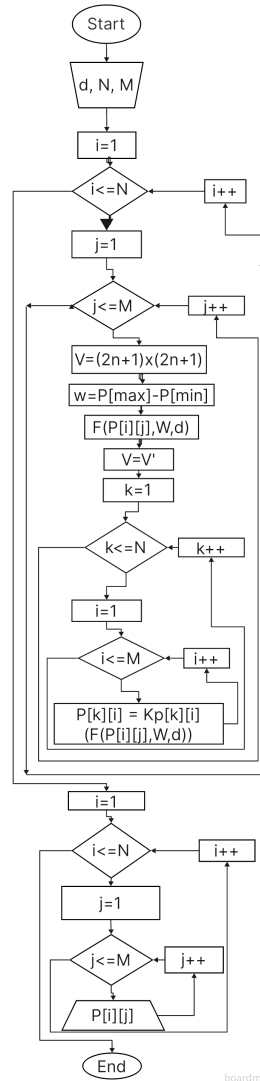 Start
d, N, M
i=1
i<=N
i++
j=1
j<=M
j++
V=(2n+1)x(2n+1)
w=P[max]-P[min]
F(P[i][j],W,d)
V=V'
k=1
k<=N
k++
i=1
i<=M
i++
P[k][i] = Kp[k][i]
(F(P[i][j],W,d))
i=1
i<=N
i++
j=1
j<=M
j++
P[i][j]
End